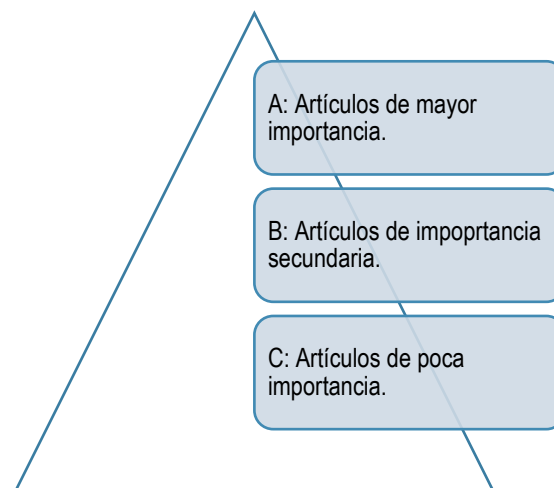 A: Artículos de mayor
importancia.
B: Artículos de impoprtancia
secundaria.
C: Artículos de poca
importancia.